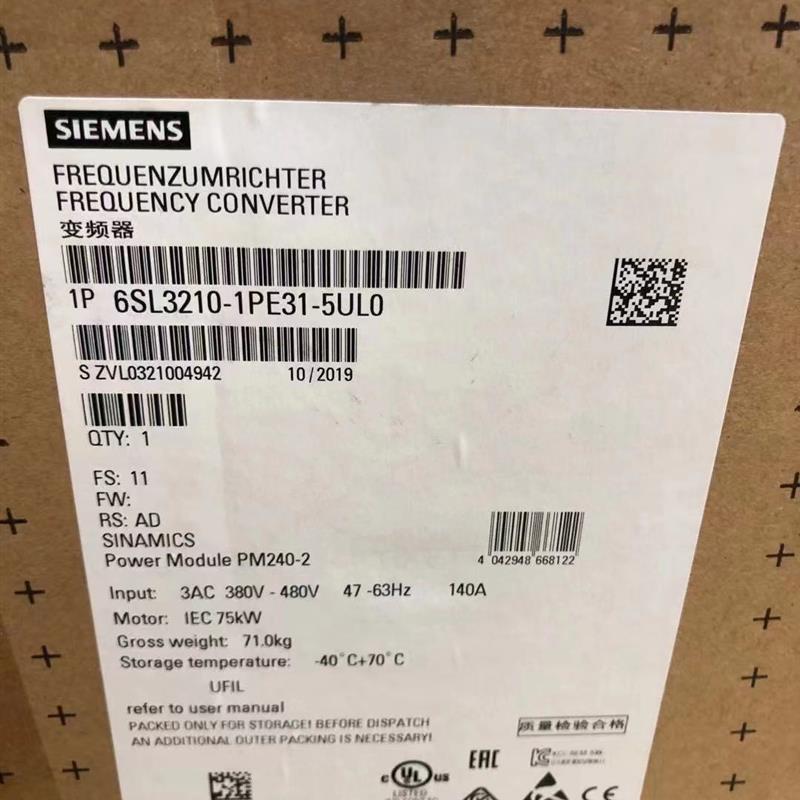 SIEMENS
FREQUENZUMRICHTER
FREQUENCY CONVERTER
变频器
1P 6SL3210-1PE31-5UL0
S ZVL0321004942 10/2019
QTY: 1
FS: 11
FW:
RS: AD
SINAMICS
Power Module PM240-2
4 042948 668122
Input: 3AC 380V - 480V 47 -63Hz 140A
Motor: IEC 75kW
Gross weight: 71.0kg
Storage temperature: -40°C+70°C
UFIL
refer to user manual
PACKED ONLY FOR STORAGE! BEFORE DISPATCH
AN ADDITIONAL OUTER PACKING IS NECESSARY!
质量检验合格
EAC
c UL us
LISTED
CE